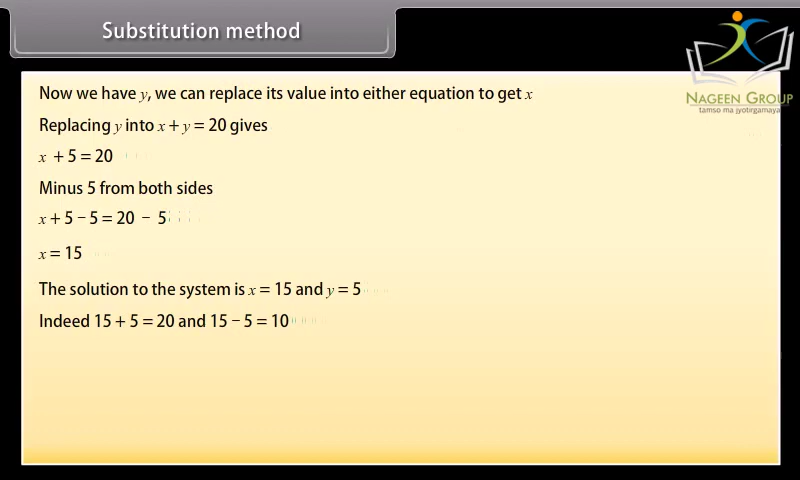 Substitution method
NAGEEN GROUP
tamso ma jyotirgamaya
Now we have y, we can replace its value into either equation to get x
Replacing y into x + y = 20 gives
x + 5 = 20
Minus 5 from both sides
x + 5 − 5 = 20 − 5
x = 15
The solution to the system is x = 15 and y = 5
Indeed 15 + 5 = 20 and 15 − 5 = 10